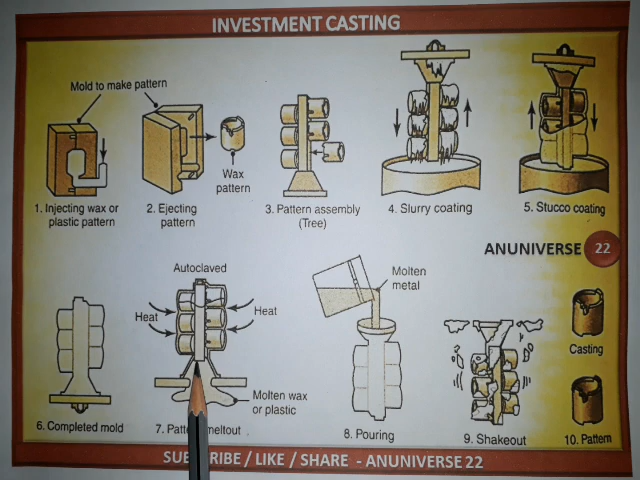 INVESTMENT CASTING
Mold to make pattern
Wax
pattern
1. Injecting wax or
plastic pattern
2. Ejecting
pattern
3. Pattern assembly
(Tree)
4. Slurry coating
5. Stucco coating
ANUNIVERSE 22
Autoclaved
Heat
Heat
Molten wax
or plastic
Molten
metal
Casting
6. Completed mold
7. meltout
8. Pouring
9. Shakeout
10. Pattern
/ LIKE / SHARE - ANUNIVERSE 22